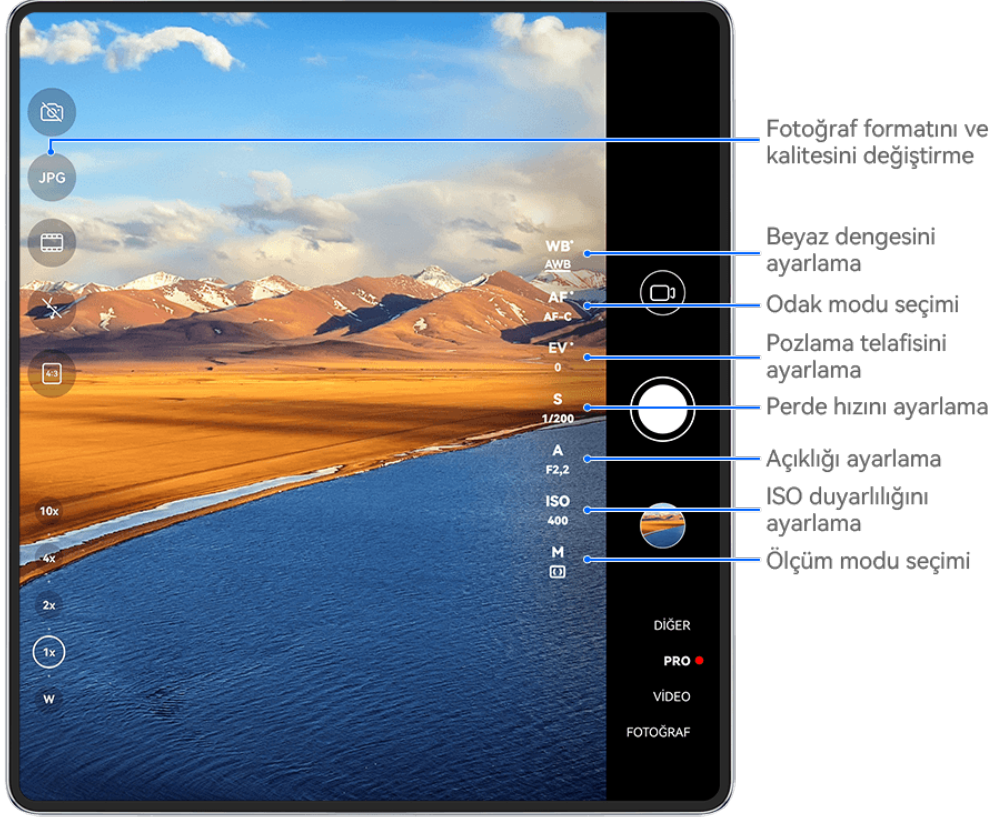 JPG
4:3
10x
4x
2x
1x
W
WB
AWB
AF
AF-C
EV
0
S
1/200
A
F2,2
ISO
400
M
DİĞER
PRO
VİDEO
FOTOĞRAF
Fotoğraf formatını ve
kalitesini değiştirme
Beyaz dengesini
ayarlama
Odak modu seçimi
Pozlama telafisini
ayarlama
Perde hızını ayarlama
Açıklığı ayarlama
ISO duyarlılığını
ayarlama
Ölçüm modu seçimi